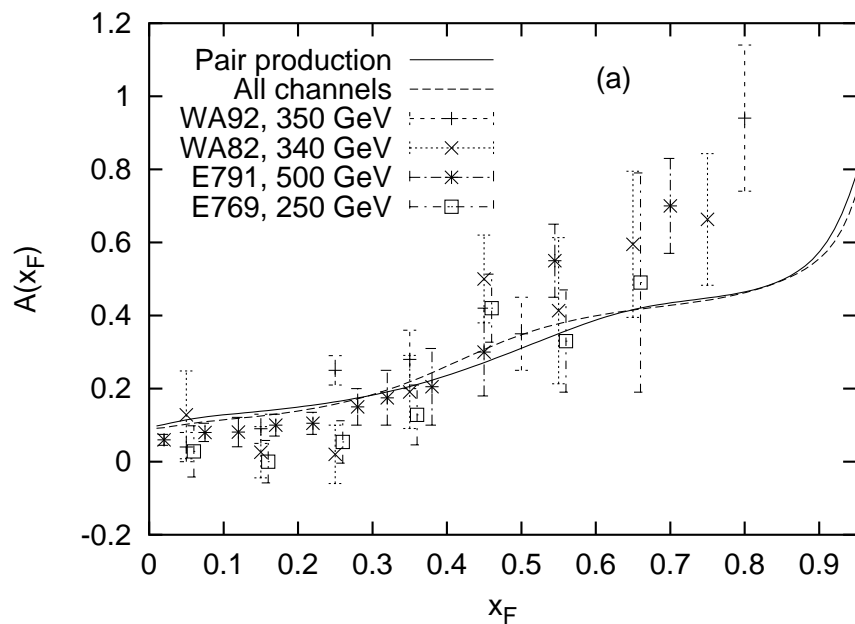 1.2
1
0.8
0.6
0.4
0.2
0
-0.2
A(x_F)
Pair production
All channels
WA92, 350 GeV
WA82, 340 GeV
E791, 500 GeV
E769, 250 GeV
(a)
0 0.1 0.2 0.3 0.4 0.5 0.6 0.7 0.8 0.9
x_F